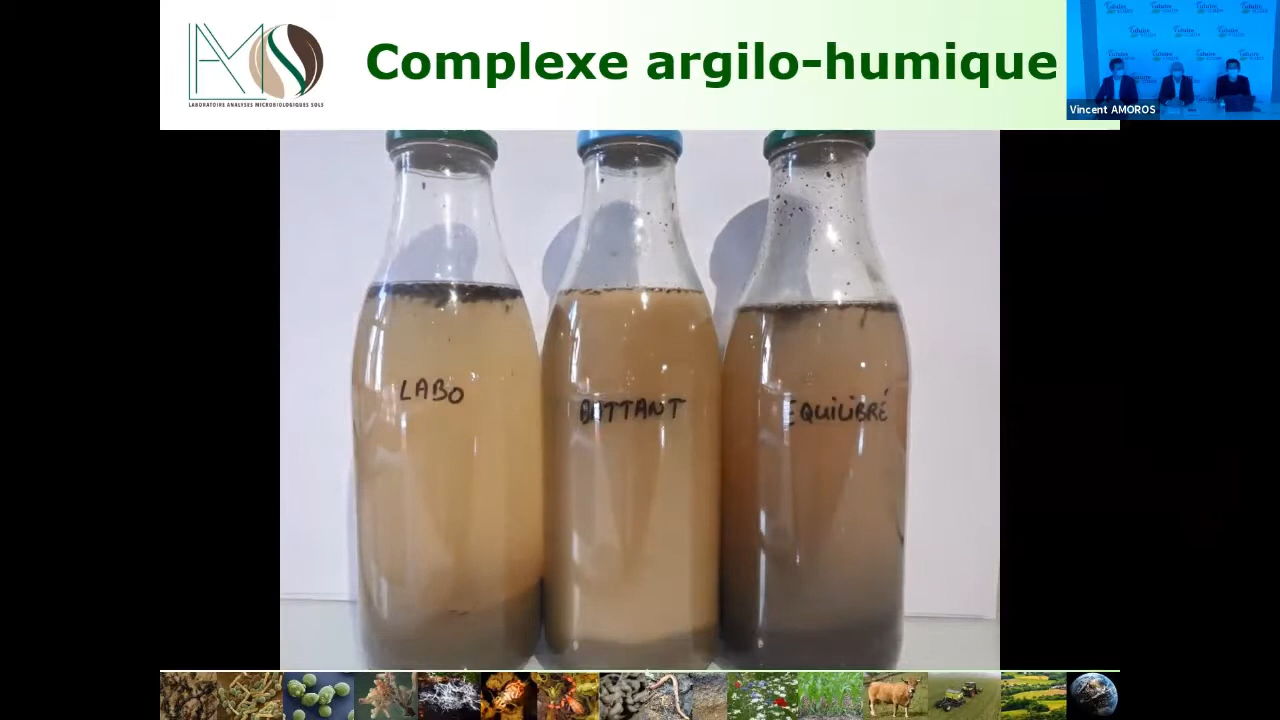 LABORATOIRE ANALYSES MICROBIOLOGIQUES SOLS
Complexe argilo-humique
Vincent AMOROS
LABO
BATTANT
EQUILIBRÉ